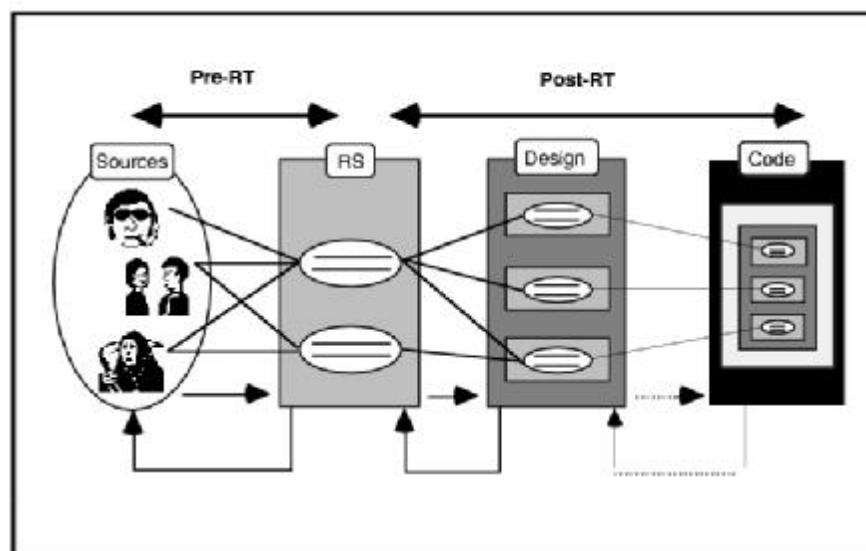 Pre-RT
Post-RT
Sources
RS
Design
Code